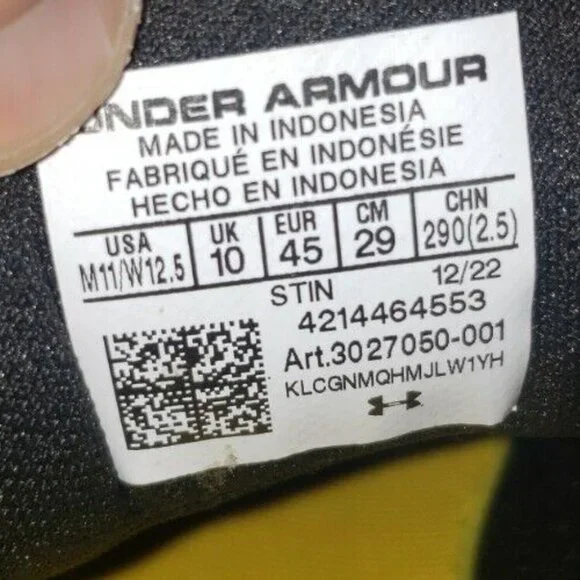 UNDER ARMOUR
MADE IN INDONESIA
FABRIQUÉ EN INDONÉSIE
HECHO EN INDONESIA
USA UK EUR CM CHN
M11/W12.5 10 45 29 290(2.5)
STIN 12/22
4214464553
Art.3027050-001
KLCGNMQHMJLW1YH